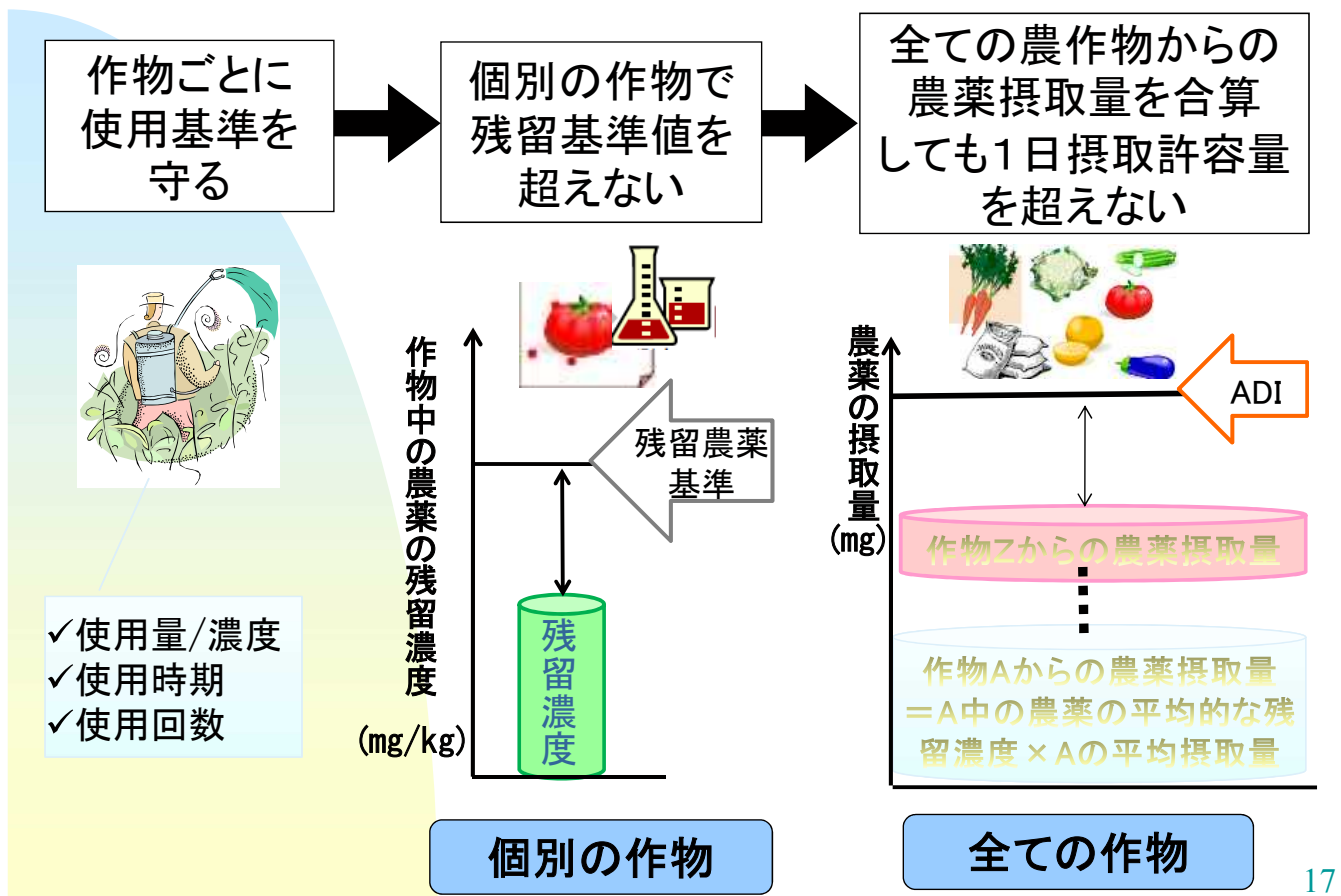 作物ごとに
使用基準を
守る
個別の作物で
残留基準値を
超えない
全ての農作物からの
農薬摂取量を合算
しても1日摂取許容量
を超えない
✓使用量/濃度
✓使用時期
✓使用回数
作物中の農薬の残留濃度
(mg/kg)
残留農薬
基準
残留濃度
個別の作物
農薬の摂取量
(mg)
ADI
作物Zからの農薬摂取量
作物Aからの農薬摂取量
=A中の農薬の平均的な残
留濃度×Aの平均摂取量
全ての作物
17